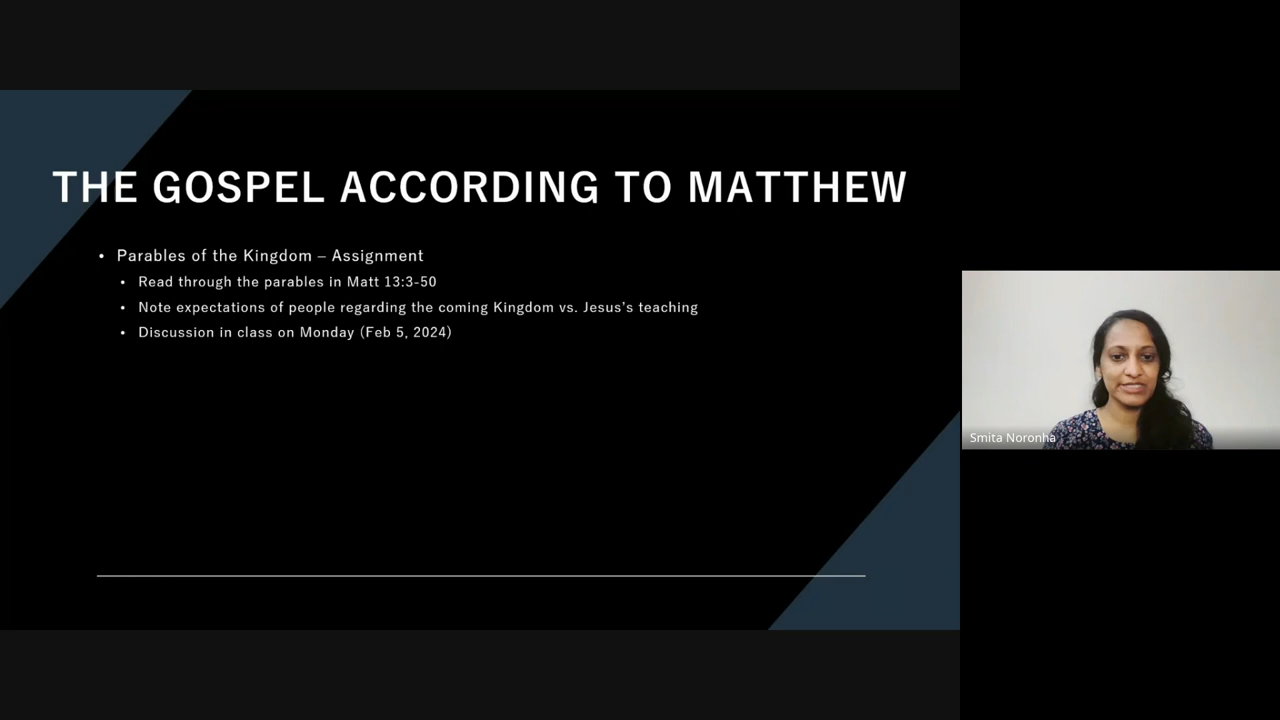 THE GOSPEL ACCORDING TO MATTHEW
• Parables of the Kingdom – Assignment
• Read through the parables in Matt 13:3-50
• Note expectations of people regarding the coming Kingdom vs. Jesus's teaching
• Discussion in class on Monday (Feb 5, 2024)
Smita Noronha